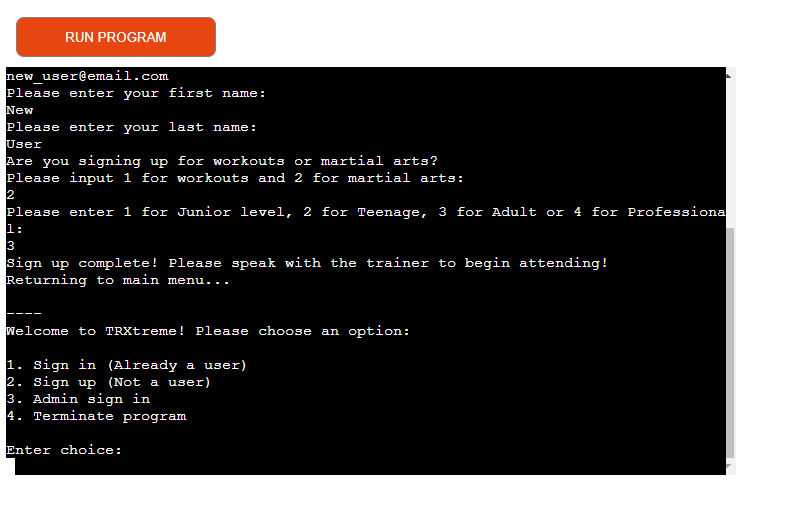 RUN PROGRAM
new_user@email.com
Please enter your first name:
New
Please enter your last name:
User
Are you signing up for workouts or martial arts?
Please input 1 for workouts and 2 for martial arts:
2
Please enter 1 for Junior level, 2 for Teenage, 3 for Adult or 4 for Professiona
l:
3
Sign up complete! Please speak with the trainer to begin attending!
Returning to main menu...
----
Welcome to TRXtreme! Please choose an option:
1. Sign in (Already a user)
2. Sign up (Not a user)
3. Admin sign in
4. Terminate program
Enter choice: